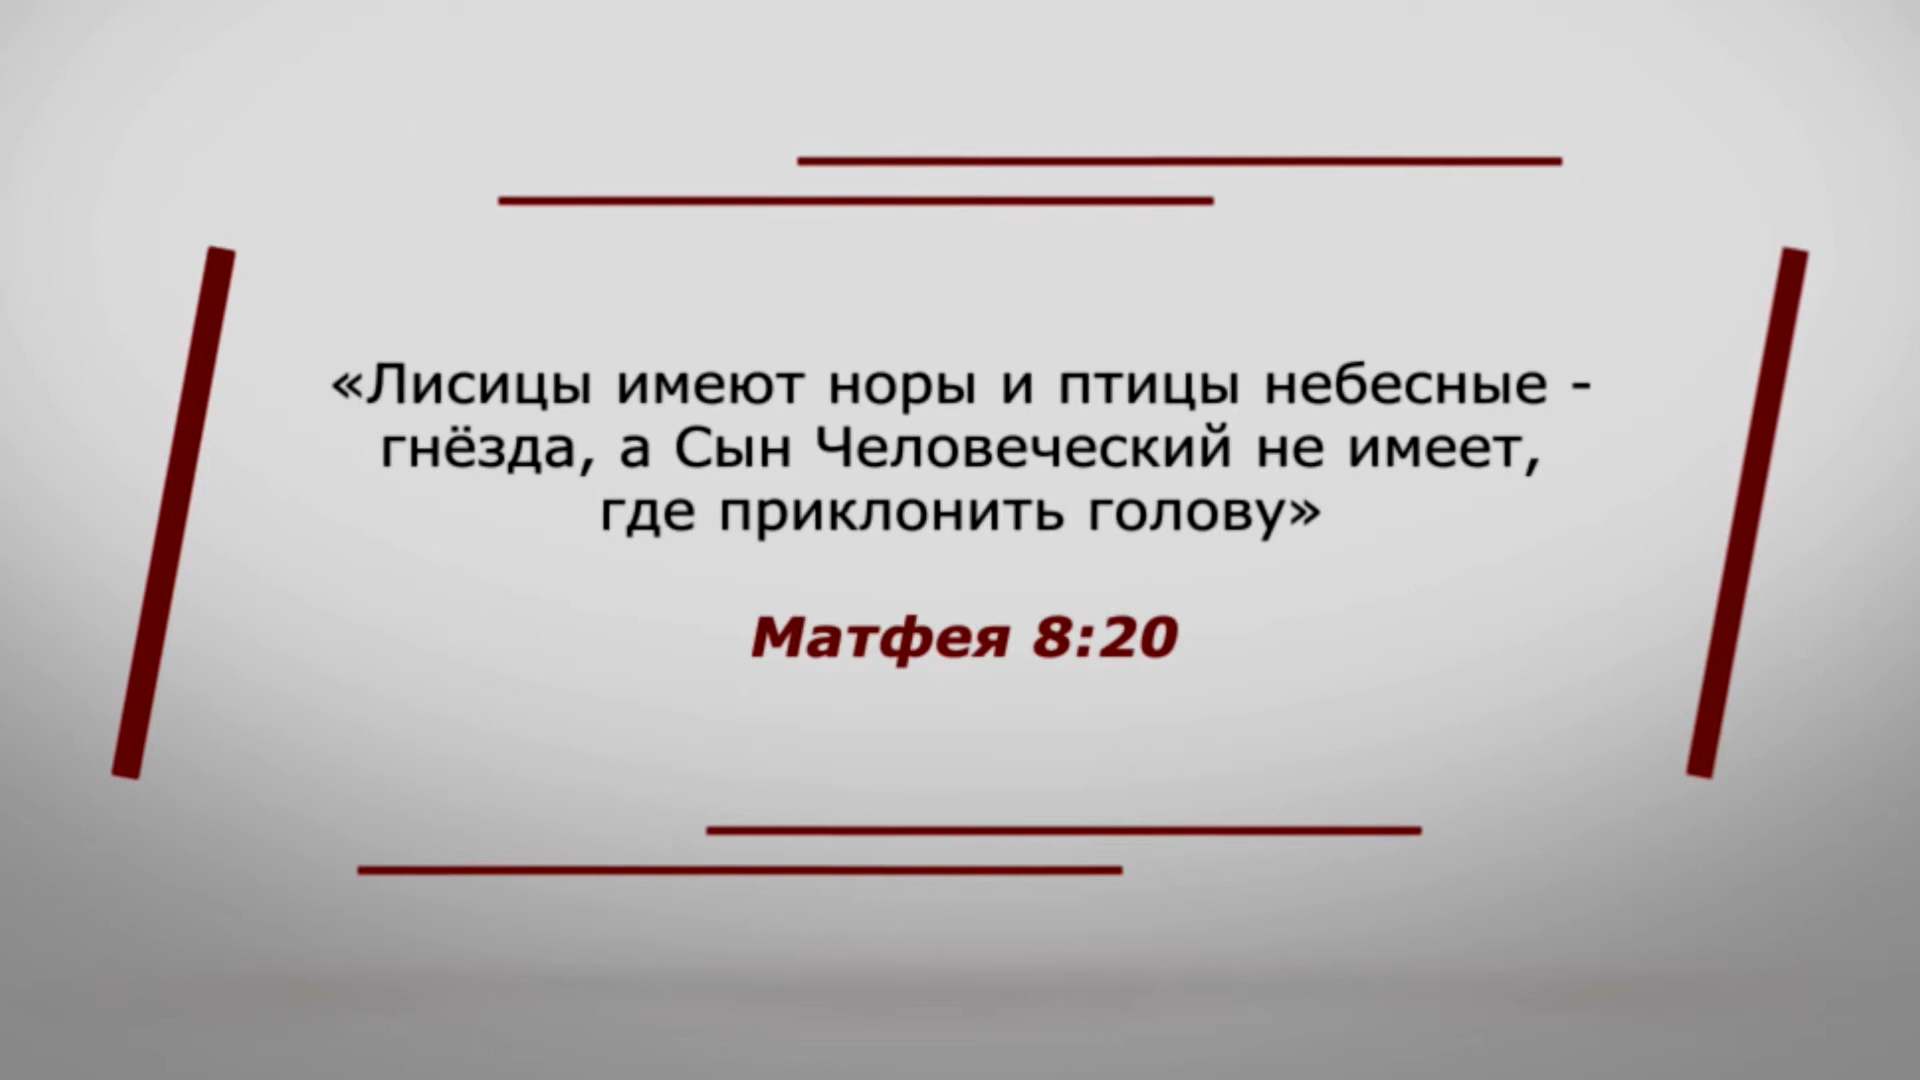 «Лисицы имеют норы и птицы небесные -
гнёзда, а Сын Человеческий не имеет,
где приклонить голову»
Матфея 8:20